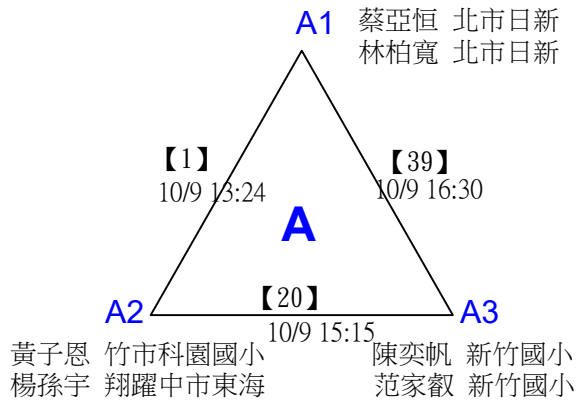 A1
蔡亞恒 北市日新
林柏寬 北市日新
【1】
10/9 13:24
【39】
10/9 16:30
A
A2
【20】
10/9 15:15
A3
黃子恩 竹市科園國小
楊孫宇 翔躍中市東海
陳奕帆 新竹國小
范家叡 新竹國小